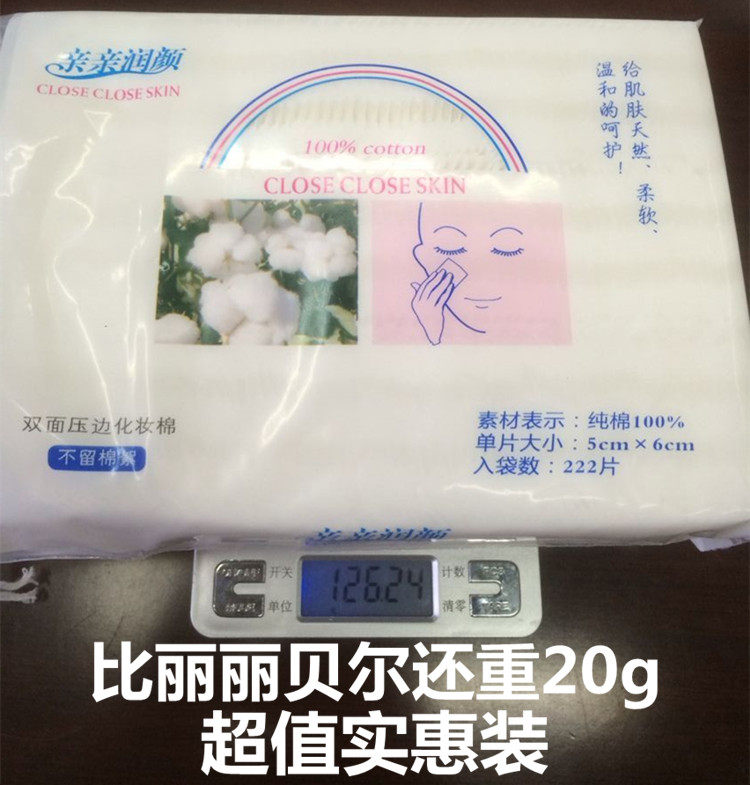 亲亲润颜
CLOSE CLOSE SKIN
给肌肤天然、柔软、
温和的呵护！
100% cotton
CLOSE CLOSE SKIN
双面压边化妆棉
不留棉絮
素材表示：纯棉100%
单片大小：5cm×6cm
入袋数：222片
亲亲润颜
开关
单位
126.24
计数
清零
PCS
比丽丽贝尔还重20g
超值实惠装